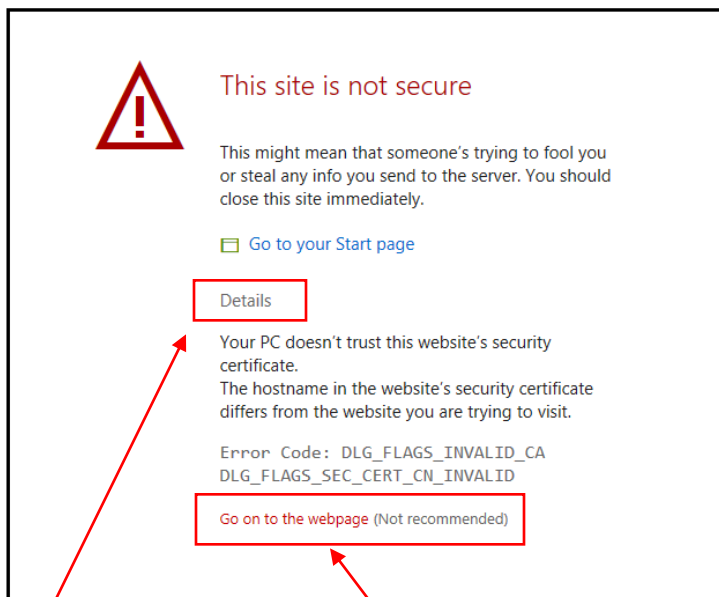 This site is not secure
This might mean that someone's trying to fool you
or steal any info you send to the server. You should
close this site immediately.
Go to your Start page
Details
Your PC doesn't trust this website's security
certificate.
The hostname in the website's security certificate
differs from the website you are trying to visit.
Error Code: DLG_FLAGS_INVALID_CA
DLG_FLAGS_SEC_CERT_CN_INVALID
Go on to the webpage (Not recommended)